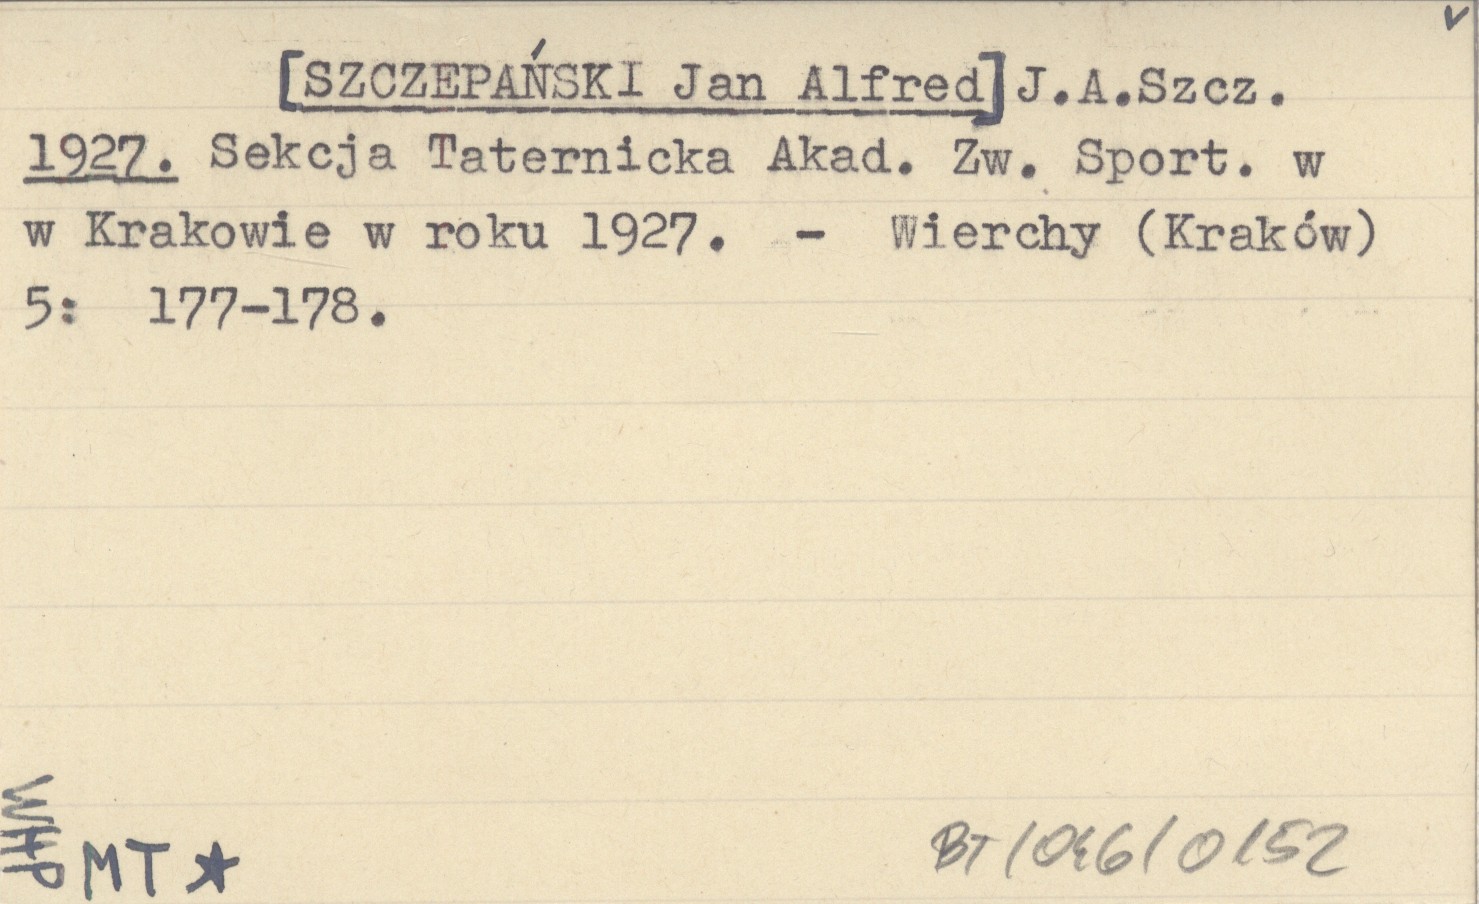 [SZCZEPAŃSKI Jan Alfred] J.A.Szcz.
1927. Sekcja Taternicka Akad. Zw. Sport. w
w Krakowie w roku 1927. - Wierchy (Kraków)
5: 177-178.
WHP
MT ★
BT/046/0152